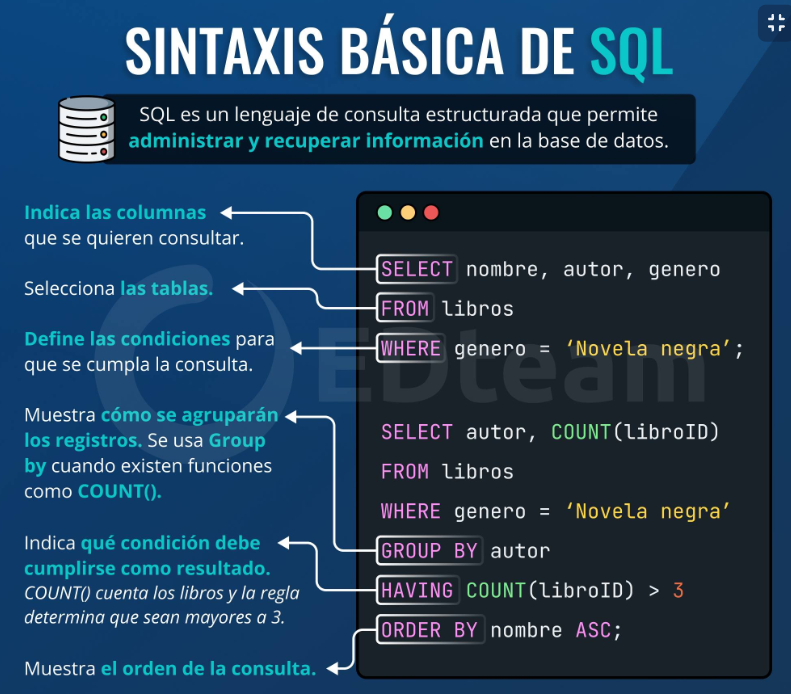 SINTAXIS BÁSICA DE SQL
SQL es un lenguaje de consulta estructurada que permite
administrar y recuperar información en la base de datos.
Indica las columnas
que se quieren consultar.
Selecciona las tablas.
Define las condiciones para
que se cumpla la consulta.
Muestra cómo se agruparán
los registros. Se usa Group
by cuando existen funciones
como COUNT().
Indica qué condición debe
cumplirse como resultado.
COUNT() cuenta los libros y la regla
determina que sean mayores a 3.
Muestra el orden de la consulta.
SELECT nombre, autor, genero
FROM libros
WHERE genero = ‘Novela negra’;
SELECT autor, COUNT(libroID)
FROM libros
WHERE genero = ‘Novela negra’
GROUP BY autor
HAVING COUNT(libroID) > 3
ORDER BY nombre ASC;
EDteam